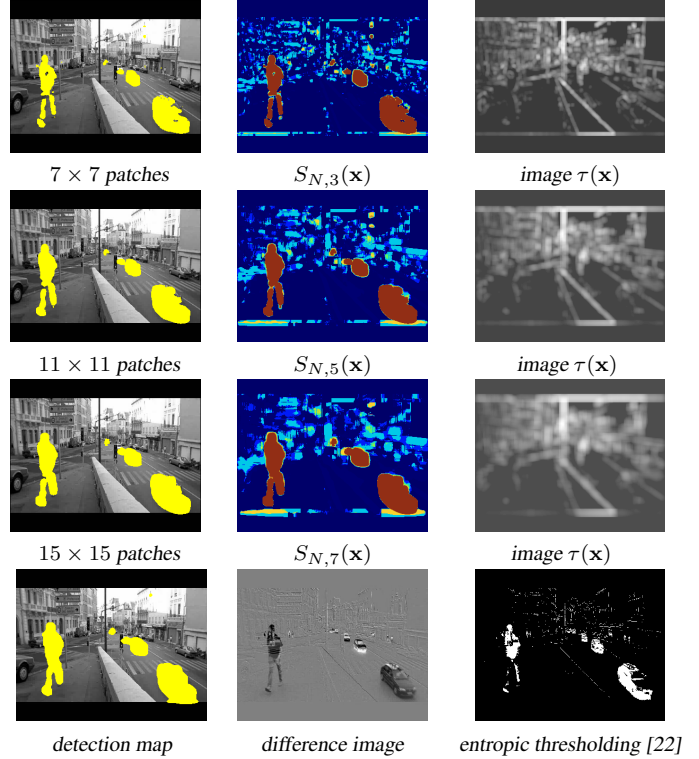 7 × 7 patches
S_{N,3}(x)
image τ(x)
11 × 11 patches
S_{N,5}(x)
image τ(x)
15 × 15 patches
S_{N,7}(x)
image τ(x)
detection map
difference image
entropic thresholding [22]